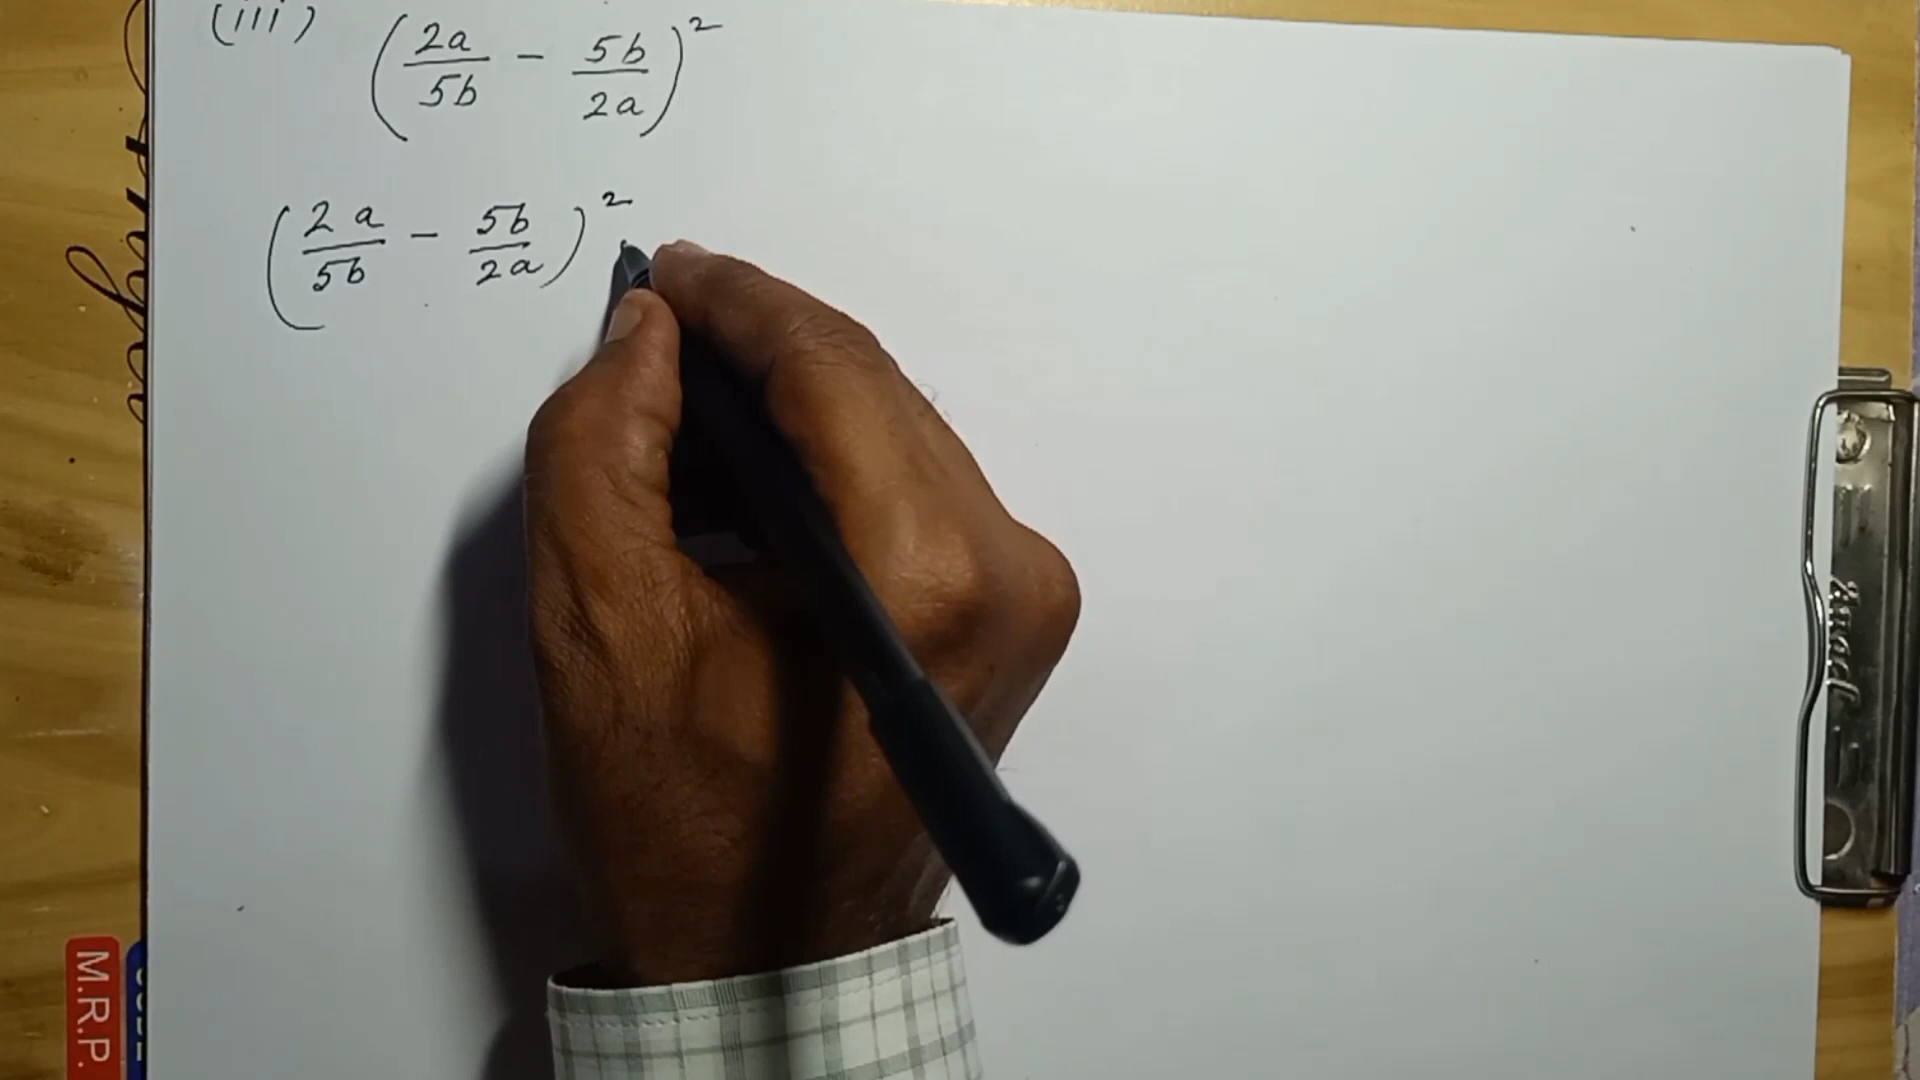 (iii) (2a/5b - 5b/2a)²
(2a/5b - 5b/2a)²
M.R.P.